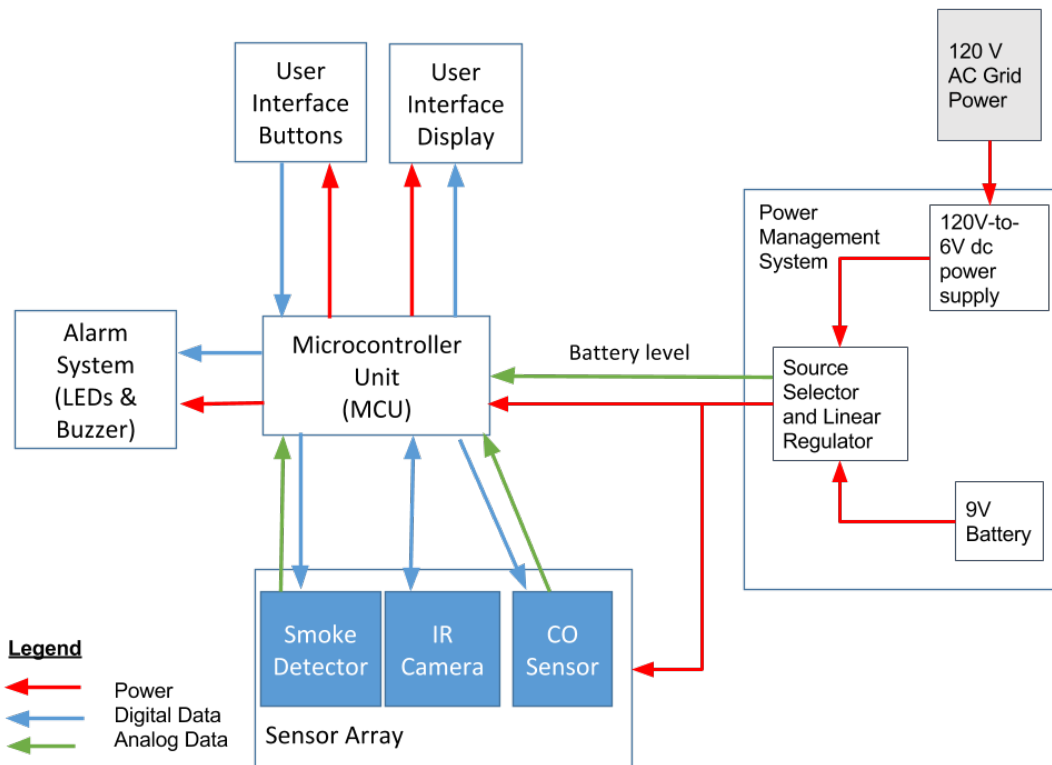 User
Interface
Buttons
User
Interface
Display
120 V
AC Grid
Power
Power
Management
System
120V-to-
6V dc
power
supply
Alarm
System
(LEDs &
Buzzer)
Microcontroller
Unit
(MCU)
Battery level
Source
Selector
and Linear
Regulator
9V
Battery
Smoke
Detector
IR
Camera
CO
Sensor
Sensor Array
Legend
Power
Digital Data
Analog Data